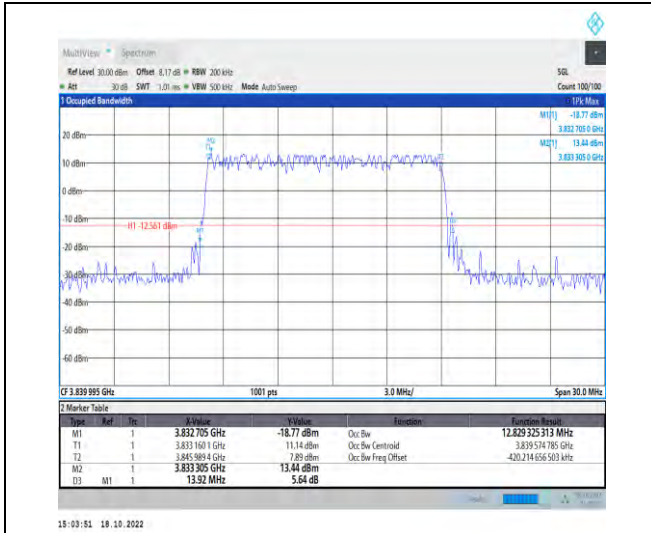 MultiView Spectrum
Ref Level 30.00 dBm Offset 8.17 dB RBW 200 kHz SGL
Att 30 dB SWT 1.01 ms VBW 500 kHz Mode Auto Sweep Count 100/100
1 Occupied Bandwidth 1Pk Max
M1[1] -18.77 dBm
3.832 705 0 GHz
M2[1] 13.44 dBm
3.833 305 0 GHz
20 dBm
10 dBm
0 dBm
-10 dBm
H1 -12.561 dBm
-30 dBm
-40 dBm
-50 dBm
-60 dBm
CF 3.839 995 GHz 1001 pts 3.0 MHz/ Span 30.0 MHz
2 Marker Table
Type Ref Trc X-Value Y-Value Function Function Result
M1 1 3.832 705 GHz -18.77 dBm Occ Bw 12.829 325 313 MHz
T1 1 3.833 160 1 GHz 11.14 dBm Occ Bw Centroid 3.839 574 785 GHz
T2 1 3.845 989 4 GHz 7.89 dBm Occ Bw Freq Offset -420.214 656 503 kHz
M2 1 3.833 305 GHz 13.44 dBm
D3 M1 1 13.92 MHz 5.64 dB
15:03:51 18.10.2022